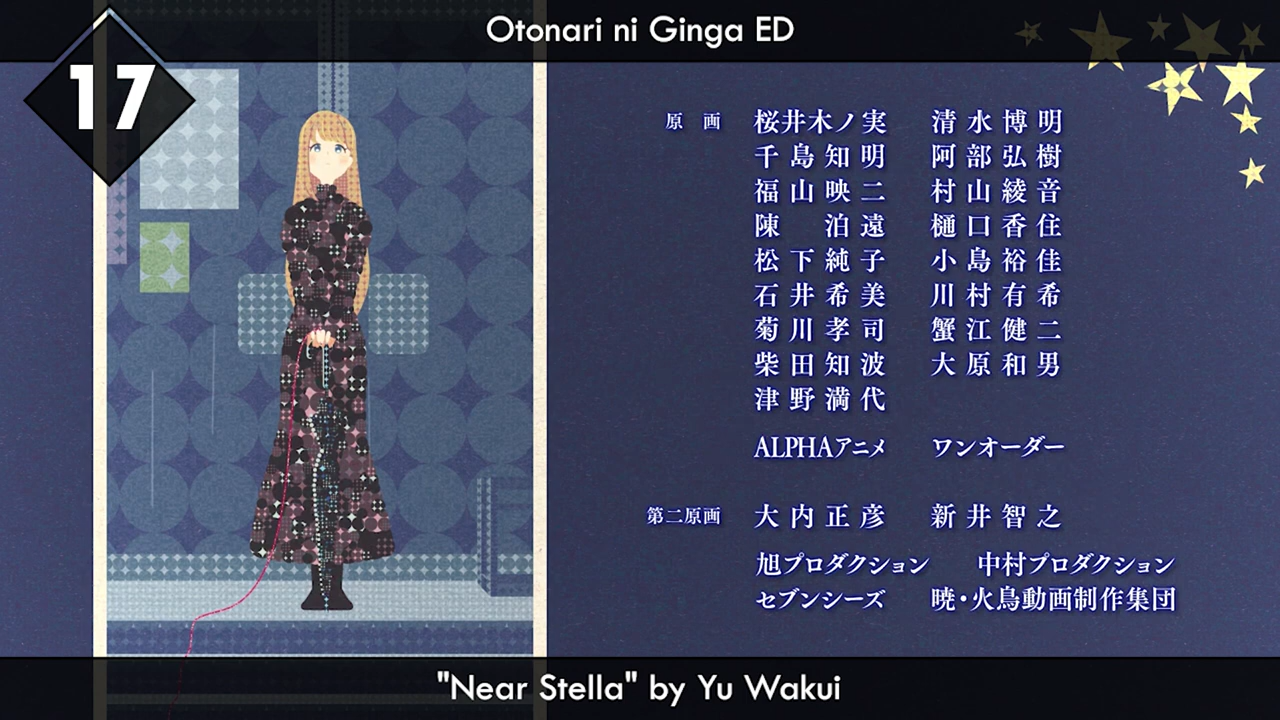 Otonari ni Ginga ED
17
原画 桜井木ノ実 清水博明
千島知明 阿部弘樹
福山映二 村山綾音
陳 泊遠 樋口香住
松下純子 小島裕佳
石井希美 川村有希
菊川孝司 蟹江健二
柴田知波 大原和男
津野満代
ALPHAアニメ ワンオーダー
第二原画 大内正彦 新井智之
旭プロダクション 中村プロダクション
セブンシーズ 暁・火鳥動画制作集団
"Near Stella" by Yu Wakui